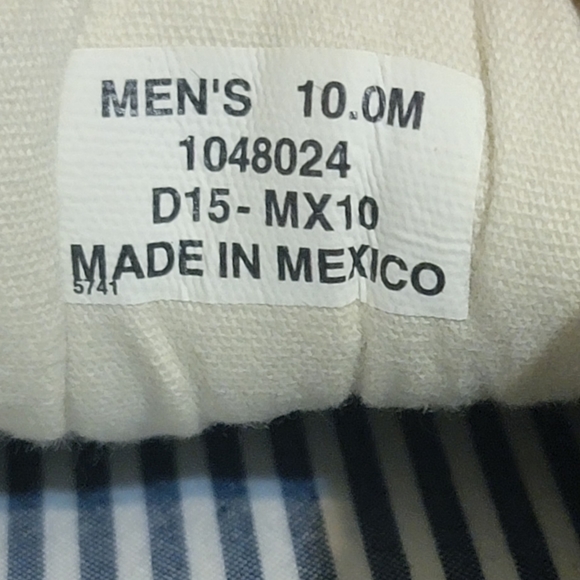 MEN'S 10.0M
1048024
D15- MX10
MADE IN MEXICO
5741